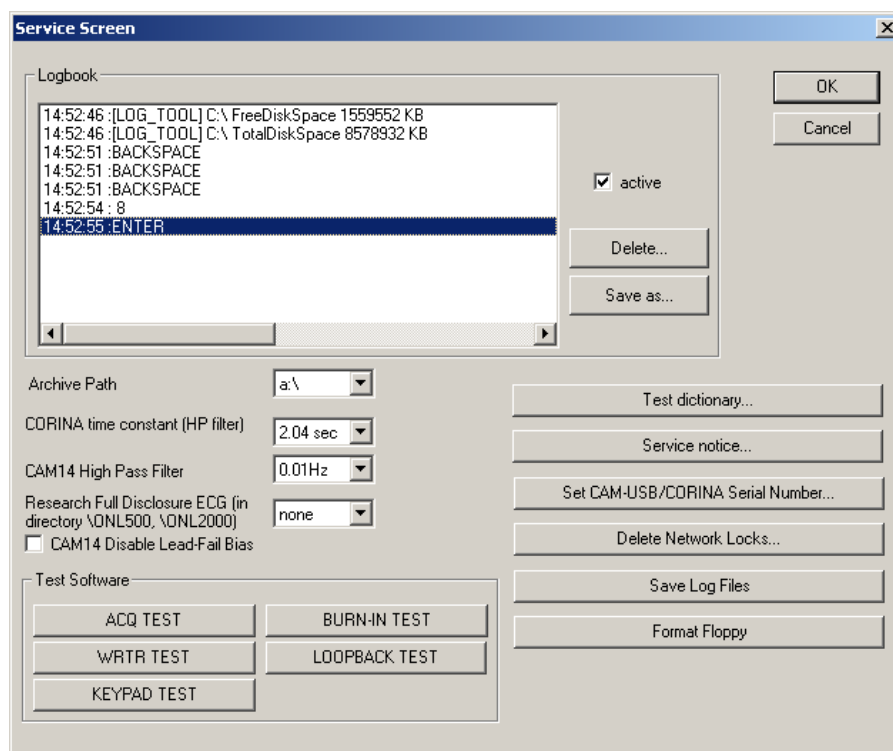 Service Screen
Logbook
14:52:46 :[LOG_TOOL] C:\ FreeDiskSpace 1559552 KB
14:52:46 :[LOG_TOOL] C:\ TotalDiskSpace 8578932 KB
14:52:51 :BACKSPACE
14:52:51 :BACKSPACE
14:52:51 :BACKSPACE
14:52:54 : 8
14:52:55 :ENTER
active
Delete...
Save as...
OK
Cancel
Archive Path
a:\
CORINA time constant (HP filter)
2.04 sec
CAM14 High Pass Filter
0.01Hz
Research Full Disclosure ECG (in
directory \ONL500, \ONL2000)
none
CAM14 Disable Lead-Fail Bias
Test dictionary...
Service notice...
Set CAM-USB/CORINA Serial Number...
Delete Network Locks...
Save Log Files
Format Floppy
Test Software
ACQ TEST
BURN-IN TEST
WRTR TEST
LOOPBACK TEST
KEYPAD TEST